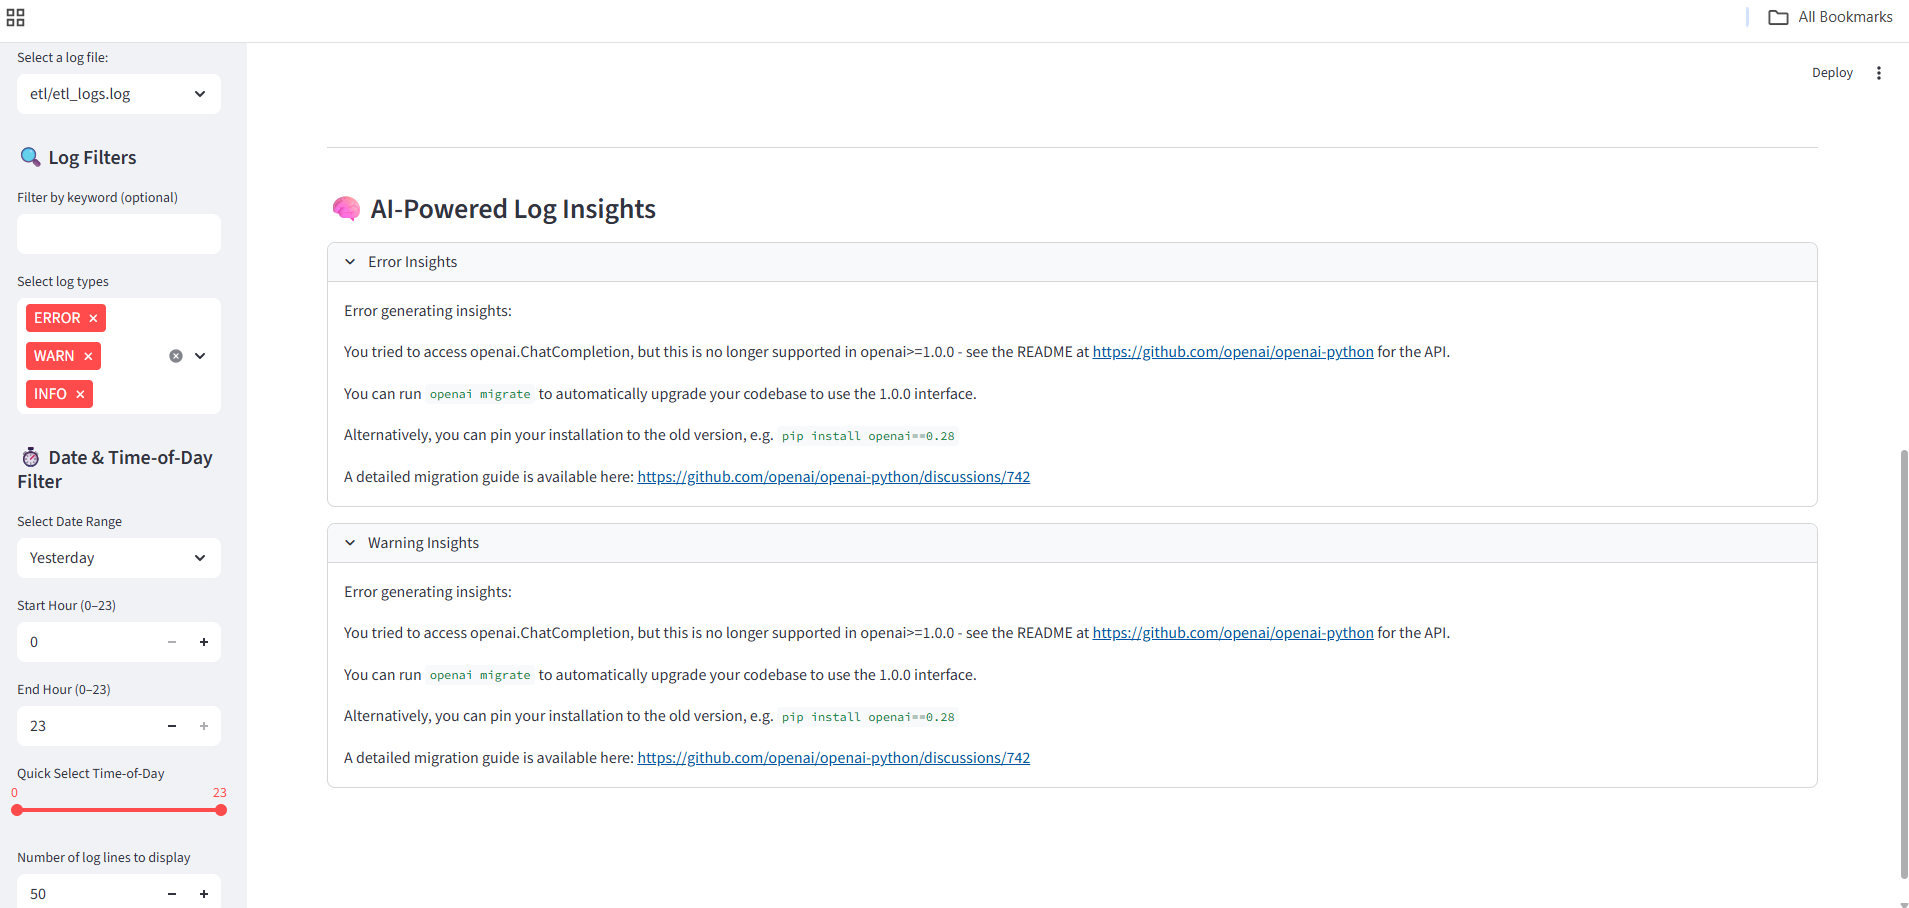 All Bookmarks
Select a log file:
etl/etl_logs.log
Log Filters
Filter by keyword (optional)
Select log types
ERROR ×
WARN ×
INFO ×
Date & Time-of-Day
Filter
Select Date Range
Yesterday
Start Hour (0–23)
0
End Hour (0–23)
23
Quick Select Time-of-Day
0 23
Number of log lines to display
50
Deploy
AI-Powered Log Insights
Error Insights
Error generating insights:
You tried to access openai.ChatCompletion, but this is no longer supported in openai>=1.0.0 - see the README at https://github.com/openai/openai-python for the API.
You can run openai migrate to automatically upgrade your codebase to use the 1.0.0 interface.
Alternatively, you can pin your installation to the old version, e.g. pip install openai==0.28
A detailed migration guide is available here: https://github.com/openai/openai-python/discussions/742
Warning Insights
Error generating insights:
You tried to access openai.ChatCompletion, but this is no longer supported in openai>=1.0.0 - see the README at https://github.com/openai/openai-python for the API.
You can run openai migrate to automatically upgrade your codebase to use the 1.0.0 interface.
Alternatively, you can pin your installation to the old version, e.g. pip install openai==0.28
A detailed migration guide is available here: https://github.com/openai/openai-python/discussions/742